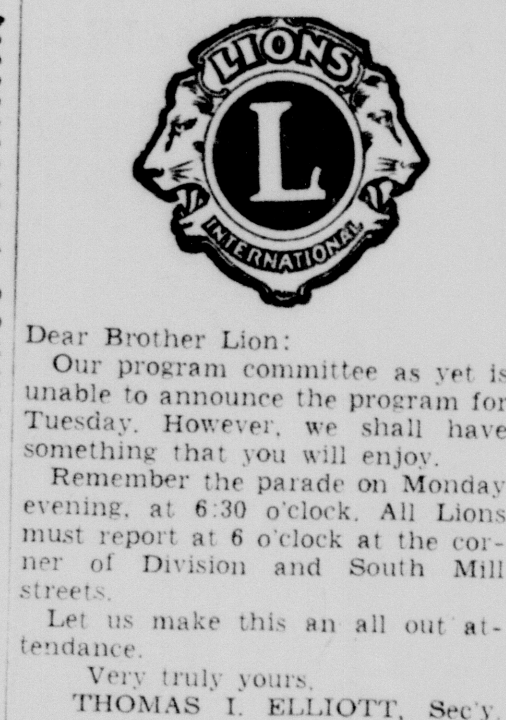 LIONS
L
INTERNATIONAL
Dear Brother Lion:
Our program committee as yet is
unable to announce the program for
Tuesday. However, we shall have
something that you will enjoy.
Remember the parade on Monday
evening, at 6:30 o'clock. All Lions
must report at 6 o'clock at the cor-
ner of Division and South Mill
streets.
Let us make this an all out at-
tendance.
Very truly yours,
THOMAS I. ELLIOTT, Sec'y.